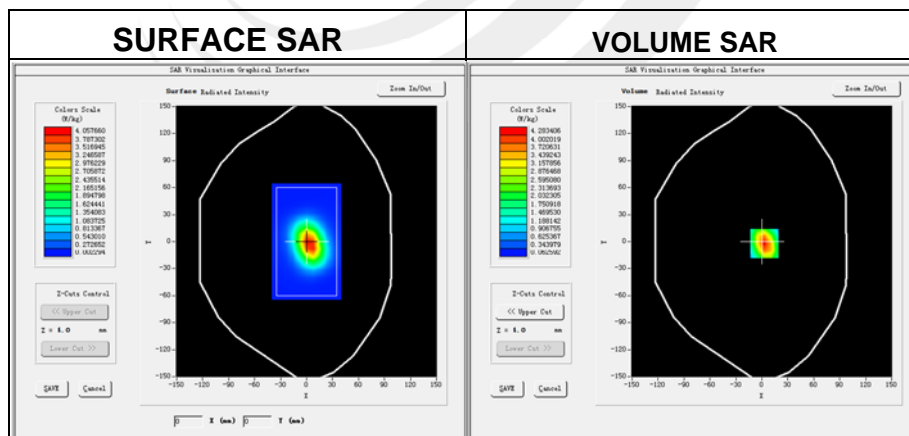 SURFACE SAR
VOLUME SAR
SAR Visualisation Graphical Interface
Surface Radiated Intensity
Zoom In/Out
Colors Scale
(W/kg)
4.057660
3.787302
3.516945
3.246587
2.976229
2.705872
2.435514
2.165156
1.894798
1.624441
1.354083
1.083725
0.813367
0.543010
0.272652
0.002294
150
120
90
60
30
0
-30
-60
-90
-120
-150
Y
-150 -120 -90 -60 -30 0 30 60 90 120 150
X
Z-Cuts Control
<< Upper Cut
Z = 4.0 mm
Lower Cut >>
SAVE Cancel
0 X (mm) 0 Y (mm)
SAR Visualisation Graphical Interface
Volume Radiated Intensity
Zoom In/Out
Colors Scale
(W/kg)
4.283406
4.002019
3.720631
3.439243
3.157856
2.876468
2.595080
2.313693
2.032305
1.750918
1.469530
1.188142
0.906755
0.625367
0.343979
0.062592
150
120
90
60
30
0
-30
-60
-90
-120
-150
Y
-150 -120 -90 -60 -30 0 30 60 90 120 150
X
Z-Cuts Control
<< Upper Cut
Z = 4.0 mm
Lower Cut >>
SAVE Cancel